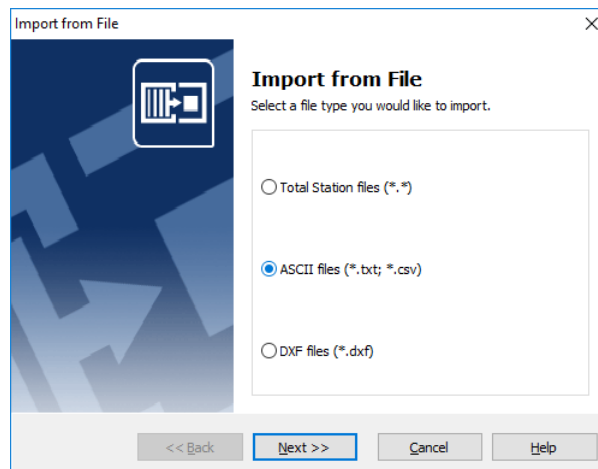 Import from File
Import from File
Select a file type you would like to import.
Total Station files (*.*)
ASCII files (*.txt; *.csv)
DXF files (*.dxf)
<< Back Next >> Cancel Help